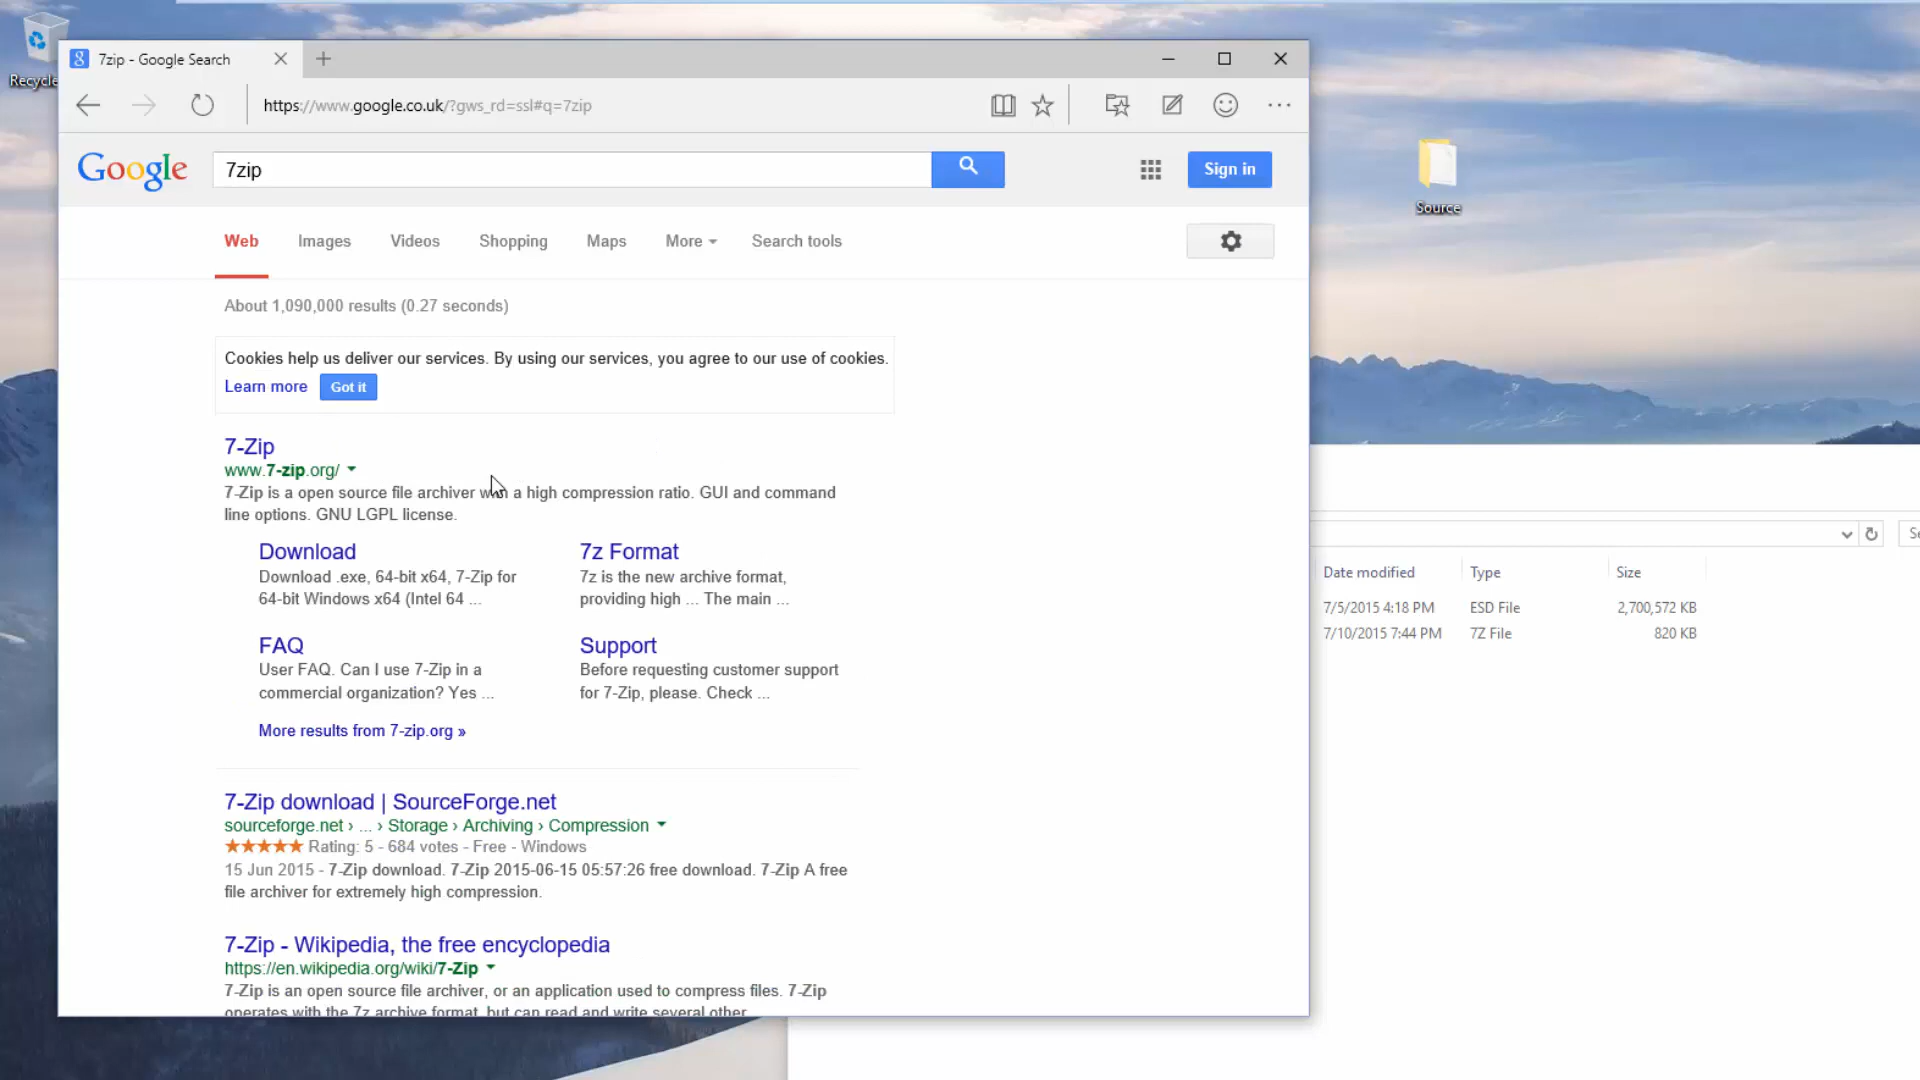 Recycle
7zip - Google Search
https://www.google.co.uk/?gws_rd=ssl#q=7zip
Google
7zip
Sign in
Web
Images
Videos
Shopping
Maps
More
Search tools
About 1,090,000 results (0.27 seconds)
Cookies help us deliver our services. By using our services, you agree to our use of cookies.
Learn more
Got it
7-Zip
www.7-zip.org/
7-Zip is a open source file archiver with a high compression ratio. GUI and command
line options. GNU LGPL license.
Download
Download .exe, 64-bit x64, 7-Zip for
64-bit Windows x64 (Intel 64 ...
7z Format
7z is the new archive format,
providing high ... The main ...
FAQ
User FAQ. Can I use 7-Zip in a
commercial organization? Yes ...
Support
Before requesting customer support
for 7-Zip, please. Check ...
More results from 7-zip.org »
7-Zip download | SourceForge.net
sourceforge.net › ... › Storage › Archiving › Compression
Rating: 5 - 684 votes - Free - Windows
15 Jun 2015 - 7-Zip download. 7-Zip 2015-06-15 05:57:26 free download. 7-Zip A free
file archiver for extremely high compression.
7-Zip - Wikipedia, the free encyclopedia
https://en.wikipedia.org/wiki/7-Zip
7-Zip is an open source file archiver, or an application used to compress files. 7-Zip
operates with the 7z archive format, but can read and write several other
Source
Se
Date modified
Type
Size
7/5/2015 4:18 PM
ESD File
2,700,572 KB
7/10/2015 7:44 PM
7Z File
820 KB